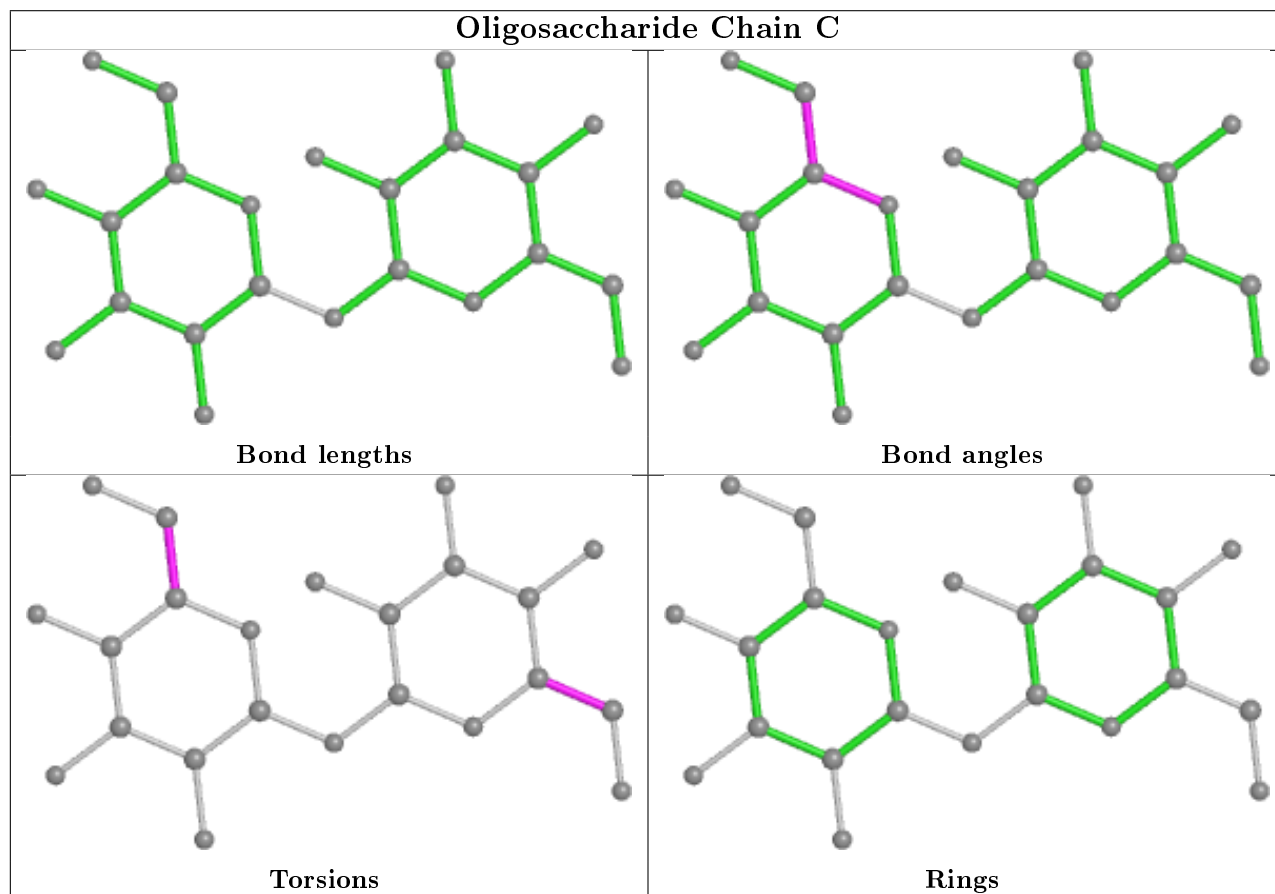 Oligosaccharide Chain C
Bond lengths
Bond angles
Torsions
Rings